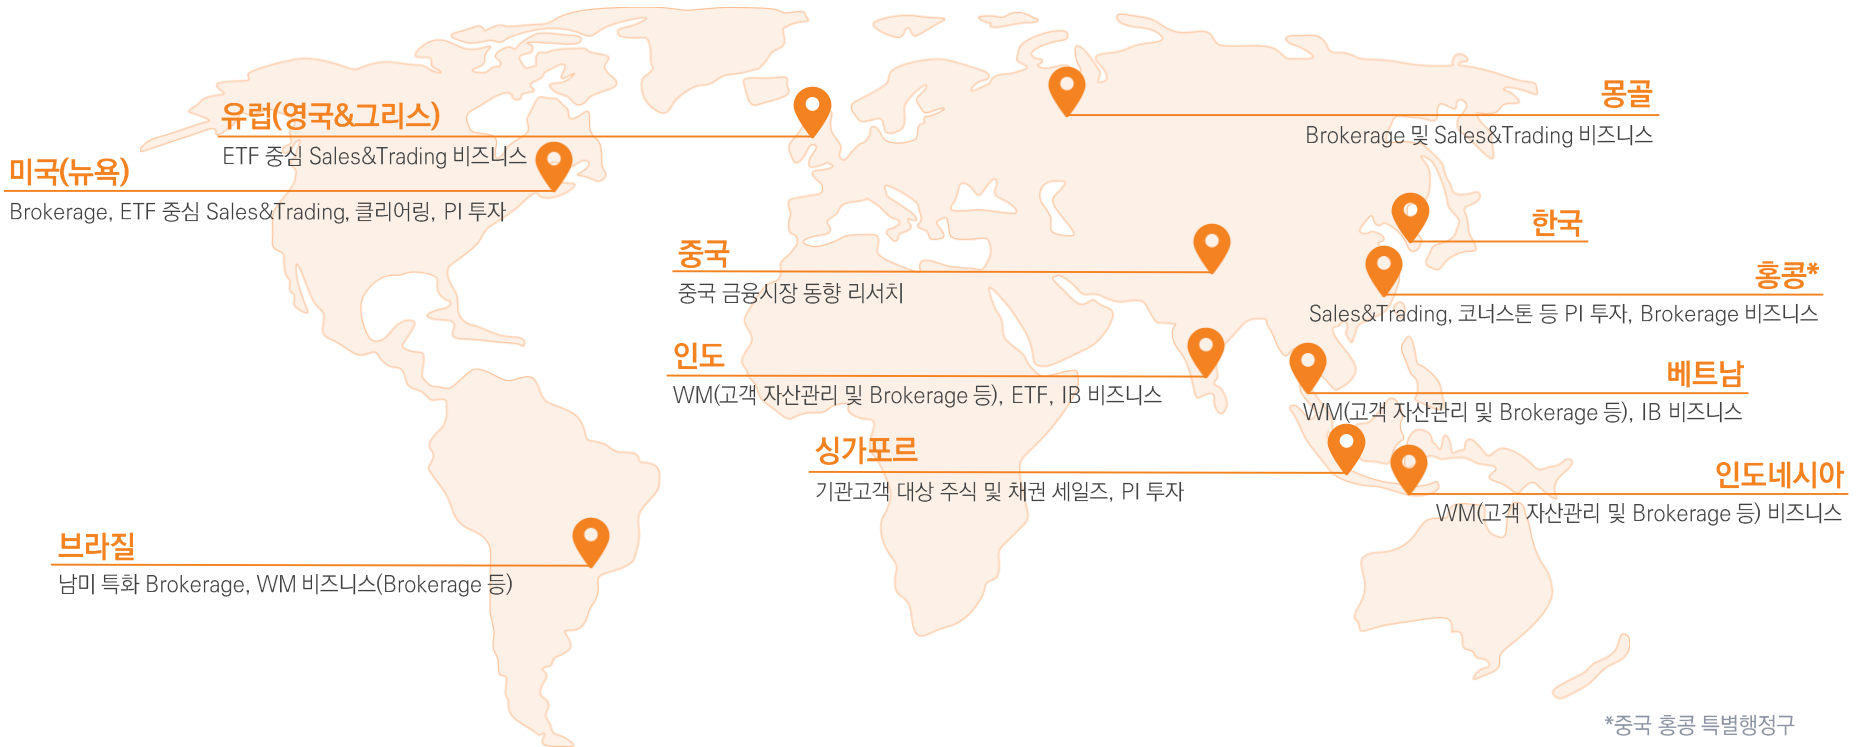 유럽(영국&그리스)
ETF 중심 Sales&Trading 비즈니스
미국(뉴욕)
Brokerage, ETF 중심 Sales&Trading, 클리어링, PI 투자
몽골
Brokerage 및 Sales&Trading 비즈니스
한국
중국
중국 금융시장 동향 리서치
홍콩*
Sales&Trading, 코너스톤 등 PI 투자, Brokerage 비즈니스
인도
WM(고객 자산관리 및 Brokerage 등), ETF, IB 비즈니스
베트남
WM(고객 자산관리 및 Brokerage 등), IB 비즈니스
싱가포르
기관고객 대상 주식 및 채권 세일즈, PI 투자
인도네시아
WM(고객 자산관리 및 Brokerage 등) 비즈니스
브라질
남미 특화 Brokerage, WM 비즈니스(Brokerage 등)
*중국 홍콩 특별행정구